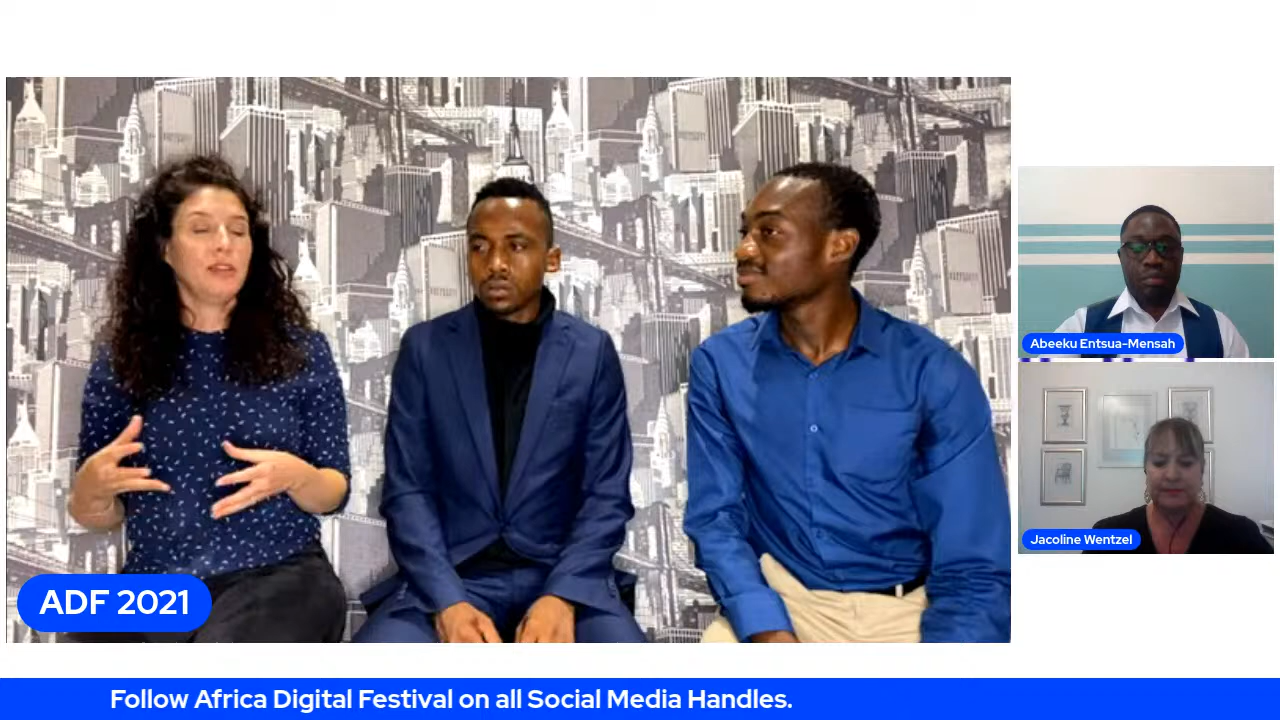 Abeeku Entsua-Mensah
Jacoline Wentzel
ADF 2021
Follow Africa Digital Festival on all Social Media Handles.